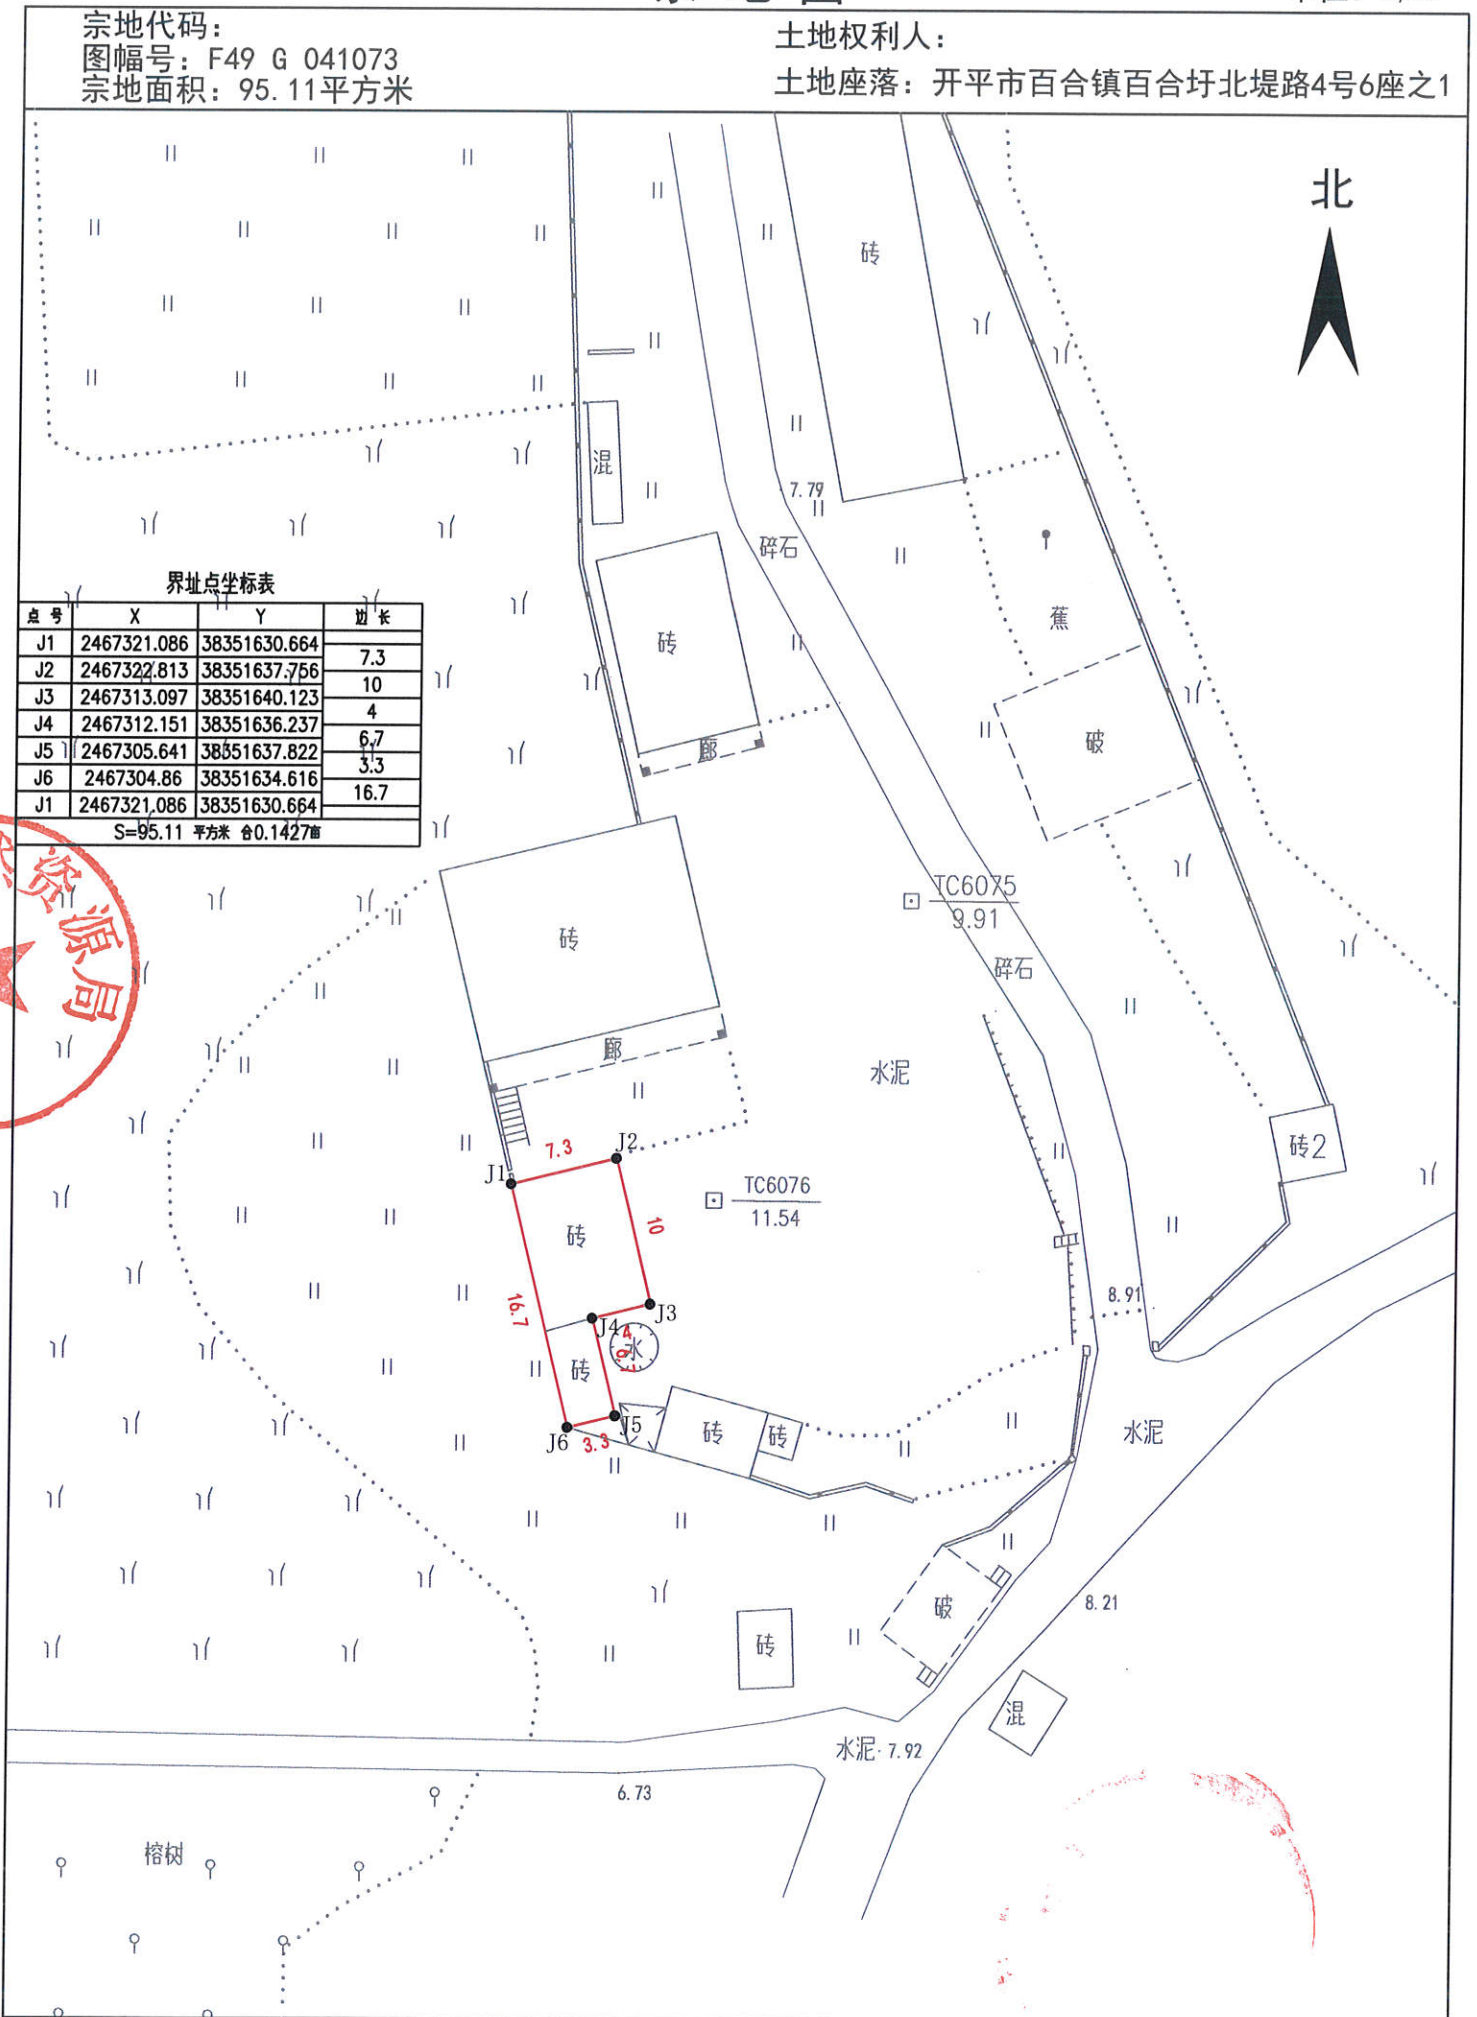 宗地代码：
图幅号：F49 G 041073
宗地面积：95.11平方米
土地权利人：
土地座落：开平市百合镇百合圩北堤路4号6座之1
北
砖
混
7.79
碎石
蕉
砖
廊
破
界址点坐标表
点号 X Y 边长
J1 2467321.086 38351630.664
7.3
J2 2467322.813 38351637.756
10
J3 2467313.097 38351640.123
4
J4 2467312.151 38351636.237
6.7
J5 2467305.641 38351637.822
3.3
J6 2467304.86 38351634.616
16.7
J1 2467321.086 38351630.664
S=95.11 平方米 合0.1427亩
资源局
砖
TC6075
9.91
碎石
廊
水泥
砖2
J1
7.3
J2
TC6076
11.54
砖
10
16.7
J3
J4
4
水
6.7
砖
8.91
J5
J6
3.3
砖
砖
水泥
破
8.21
砖
混
水泥 7.92
6.73
榕树